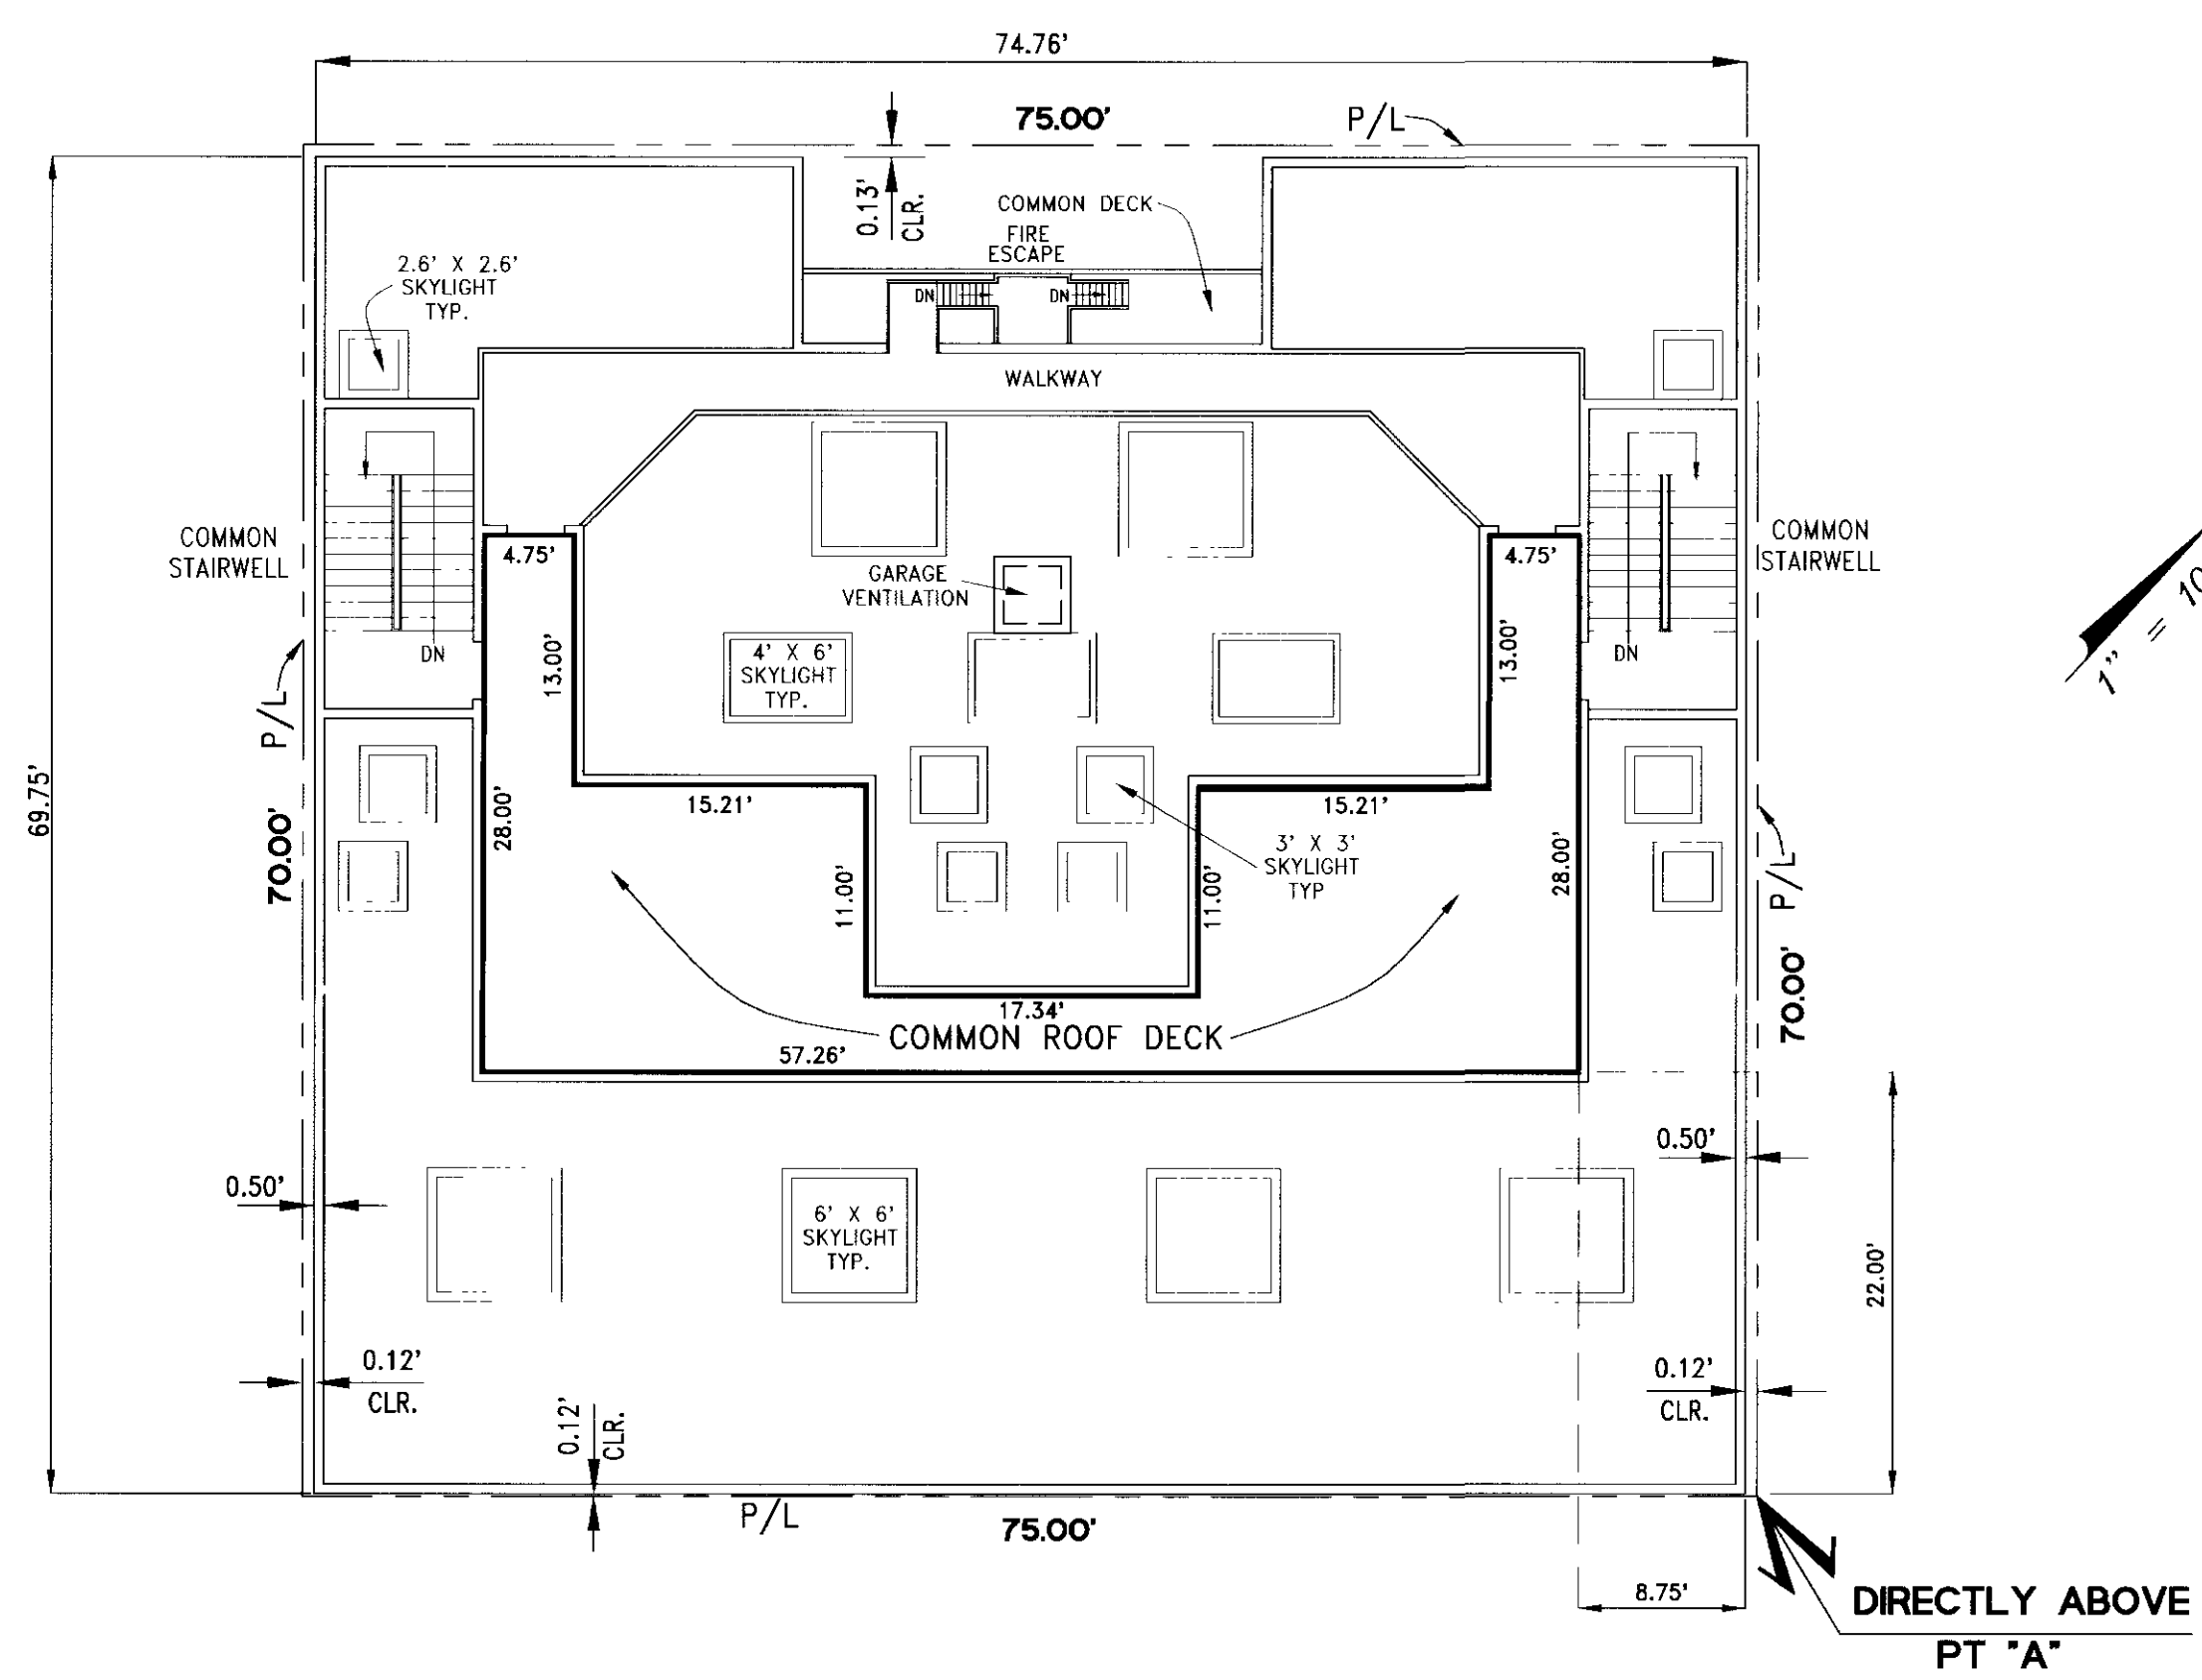 74.76'
75.00'
P/L
0.13'
CLR.
COMMON DECK
FIRE
ESCAPE
2.6' X 2.6'
SKYLIGHT
TYP.
DN
DN
WALKWAY
COMMON
STAIRWELL
COMMON
STAIRWELL
4.75'
4.75'
GARAGE
VENTILATION
1" = 10
DN
DN
13.00'
13.00'
4' X 6'
SKYLIGHT
TYP.
P/L
69.75'
70.00'
28.00'
15.21'
15.21'
3' X 3'
SKYLIGHT
TYP
28.00'
P/L
11.00'
11.00'
70.00'
17.34'
COMMON ROOF DECK
57.26'
0.50'
0.50'
6' X 6'
SKYLIGHT
TYP.
22.00'
0.12'
CLR.
0.12'
CLR.
0.12'
CLR.
P/L
75.00'
8.75'
DIRECTLY ABOVE
PT "A"